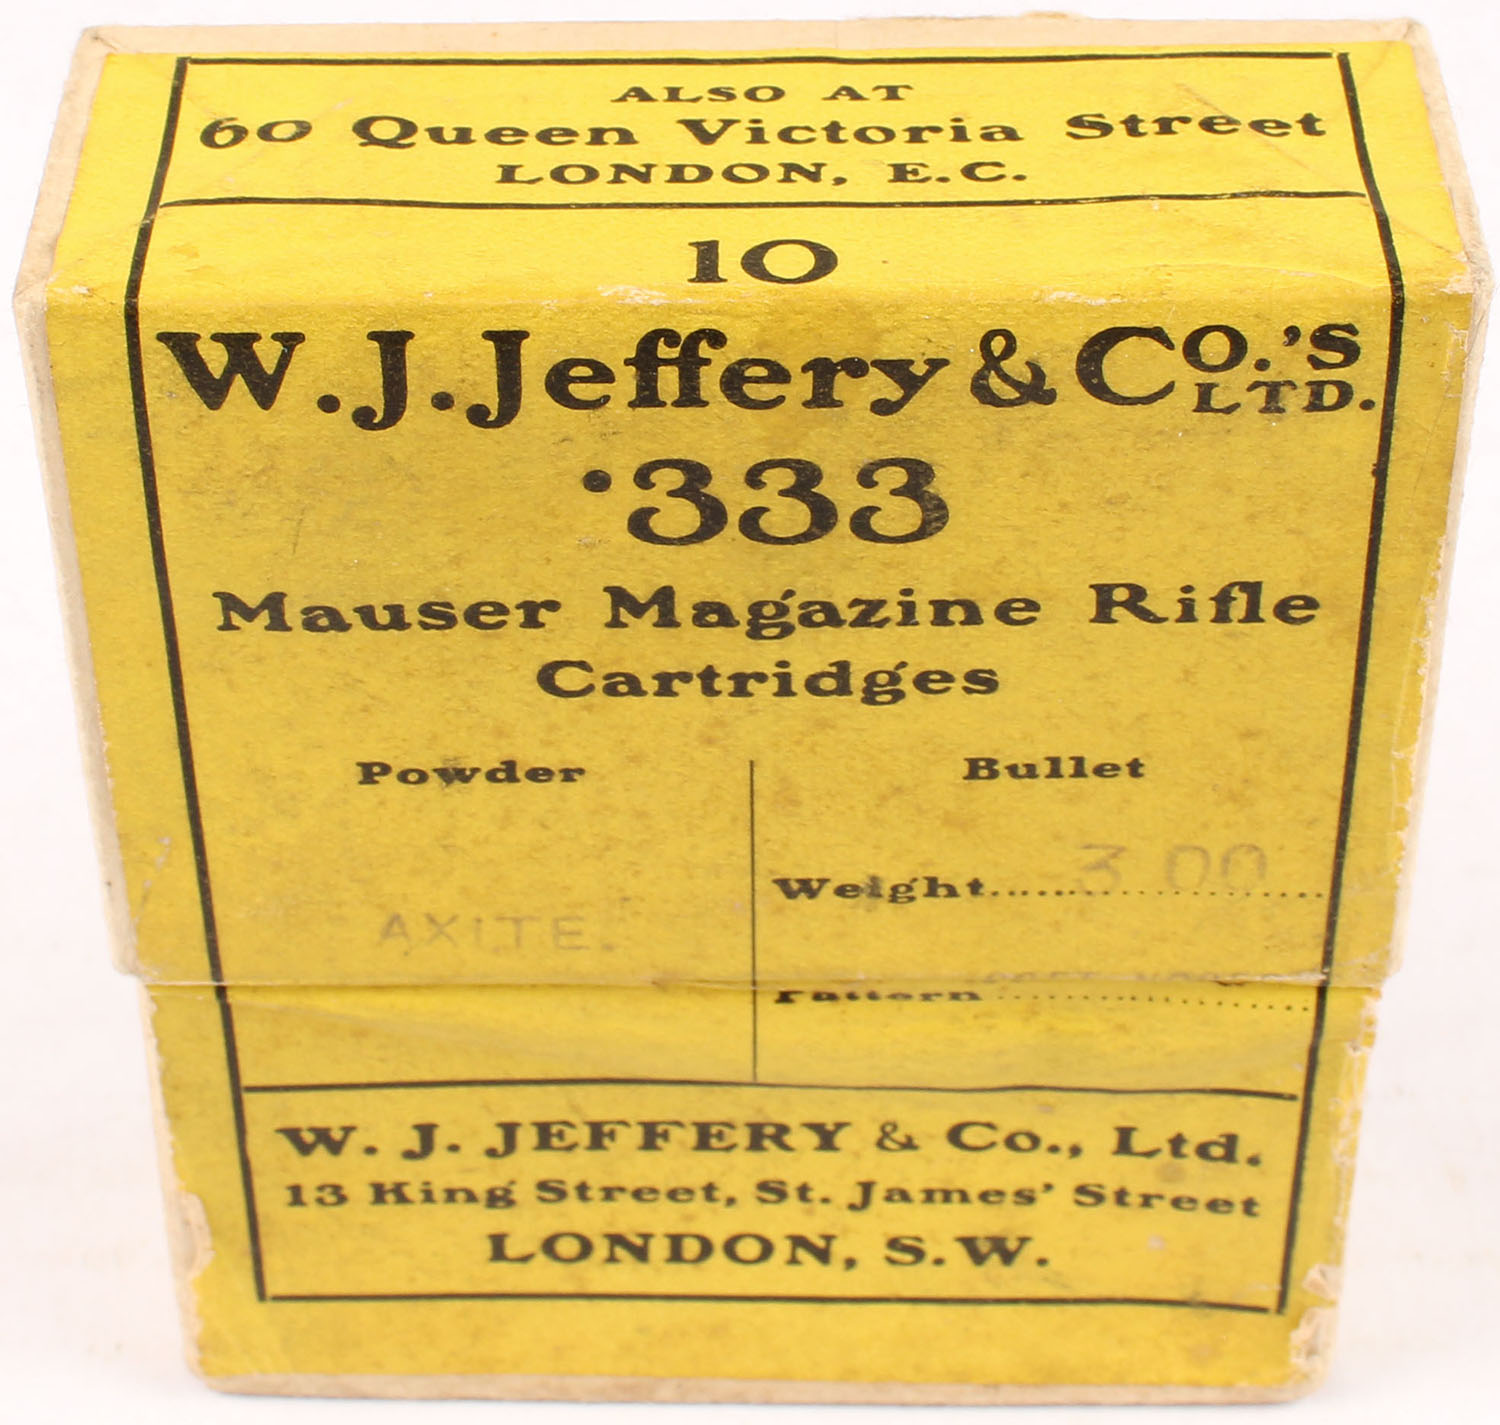 ALSO AT
60 Queen Victoria Street
LONDON, E.C.
10
W. J. Jeffery & Co.'s LTD.
·333
Mauser Magazine Rifle
Cartridges
Powder
AXITE.
Bullet
Weight.......300
Pattern
W. J. JEFFERY & Co., Ltd.
13 King Street, St. James' Street
LONDON, S.W.